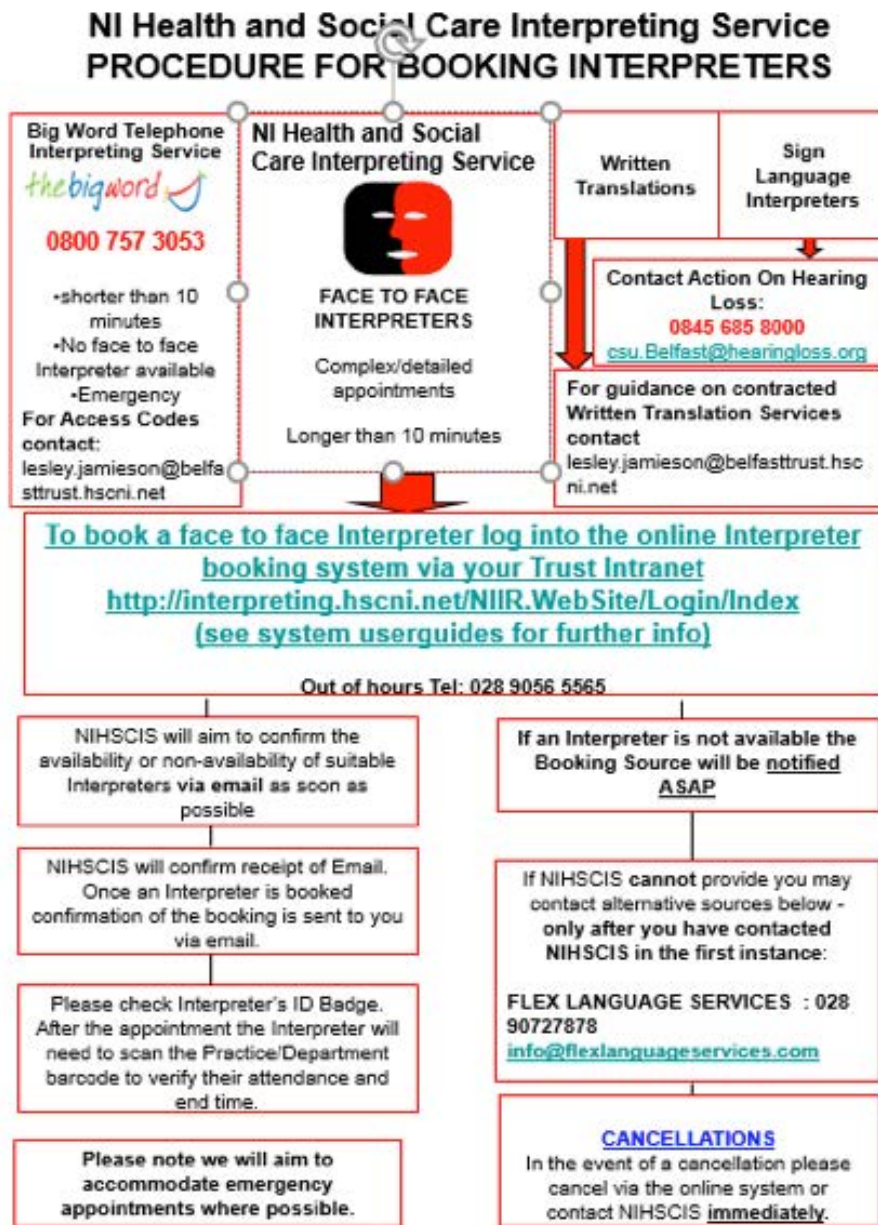 NI Health and Social Care Interpreting Service
PROCEDURE FOR BOOKING INTERPRETERS
Big Word Telephone
Interpreting Service
thebigword
0800 757 3053
•shorter than 10
minutes
•No face to face
Interpreter available
•Emergency
For Access Codes
contact:
lesley.jamieson@belfa
sttrust.hscni.net
NI Health and Social
Care Interpreting Service
FACE TO FACE
INTERPRETERS
Complex/detailed
appointments
Longer than 10 minutes
Written
Translations
Sign
Language
Interpreters
Contact Action On Hearing
Loss:
0845 685 8000
csu.Belfast@hearingloss.org
For guidance on contracted
Written Translation Services
contact
lesley.jamieson@belfasttrust.hsc
ni.net
To book a face to face Interpreter log into the online Interpreter
booking system via your Trust Intranet
http://interpreting.hscni.net/NIIR.WebSite/Login/Index
(see system userguides for further info)
Out of hours Tel: 028 9056 5565
NIHSCIS will aim to confirm the
availability or non-availability of suitable
Interpreters via email as soon as
possible
NIHSCIS will confirm receipt of Email.
Once an Interpreter is booked
confirmation of the booking is sent to you
via email.
Please check Interpreter's ID Badge.
After the appointment the Interpreter will
need to scan the Practice/Department
barcode to verify their attendance and
end time.
Please note we will aim to
accommodate emergency
appointments where possible.
If an Interpreter is not available the
Booking Source will be notified
ASAP
If NIHSCIS cannot provide you may
contact alternative sources below -
only after you have contacted
NIHSCIS in the first instance:
FLEX LANGUAGE SERVICES : 028
90727878
info@flexlanguageservices.com
CANCELLATIONS
In the event of a cancellation please
cancel via the online system or
contact NIHSCIS immediately.